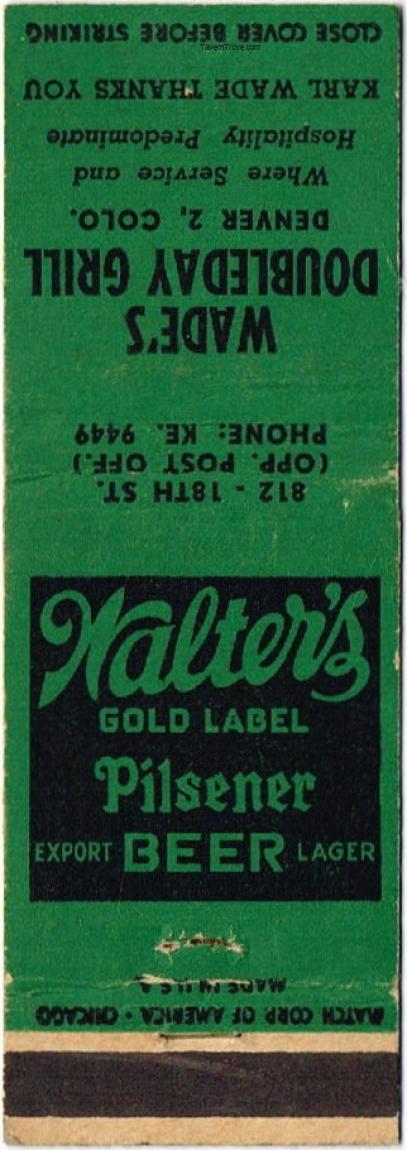 TavernTrove.com
812 - 18TH ST.
(OPP. POST OFF.)
PHONE: KE. 9449
WADE'S
DOUBLEDAY GRILL
DENVER 2, COLO.
Where Service and
Hospitality Predominate
KARL WADE THANKS YOU
CLOSE COVER BEFORE STRIKING
Walter's
GOLD LABEL
Pilsener
EXPORT BEER LAGER
MATCH CORP. OF AMERICA • CHICAGO
MADE IN U.S.A.